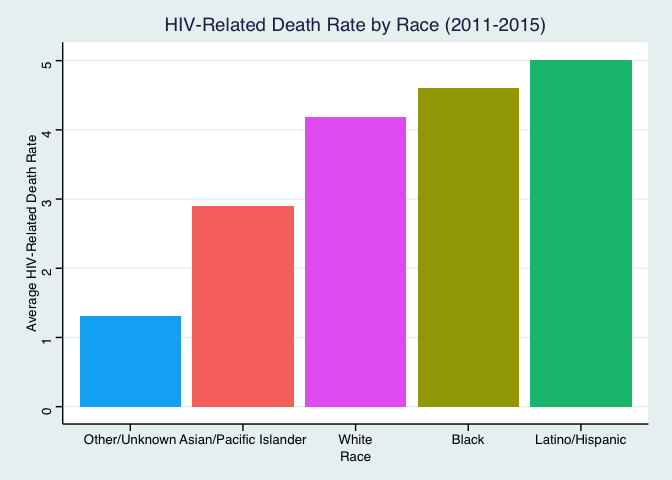 HIV-Related Death Rate by Race (2011-2015)
Average HIV-Related Death Rate
5
4
3
2
1
0
Other/Unknown Asian/Pacific Islander White Black Latino/Hispanic
Race